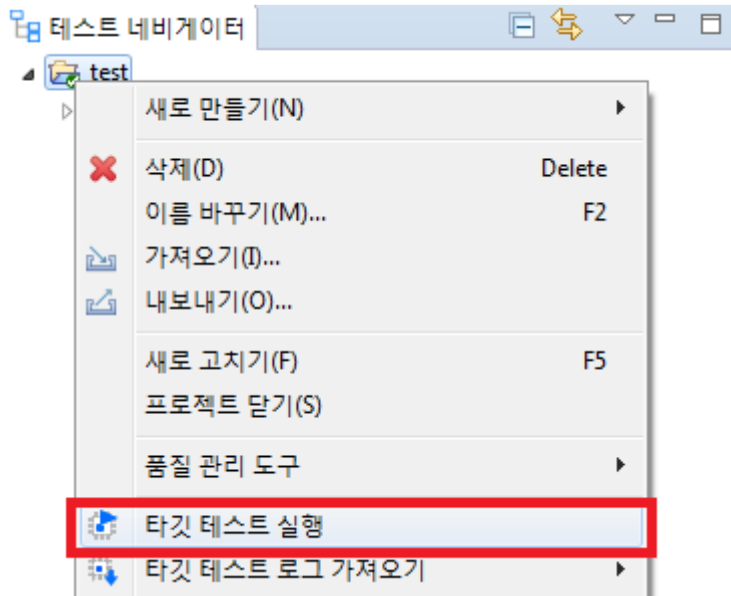 테스트 네비게이터
test
새로 만들기(N)
삭제(D) Delete
이름 바꾸기(M)... F2
가져오기(I)...
내보내기(O)...
새로 고치기(F) F5
프로젝트 닫기(S)
품질 관리 도구
타깃 테스트 실행
타깃 테스트 로그 가져오기